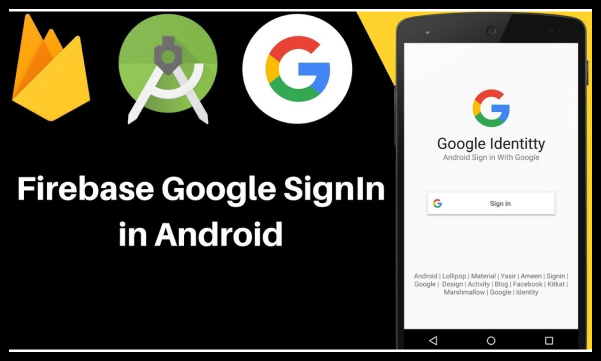 Firebase Google SignIn
in Android
Google Identitty
Android Sign in With Google
Sign in
Android | Lollipop | Material | Yasir | Ameen | Signin |
Google | Design | Activity | Blog | Facebook | Kitkat |
Marshmallow | Google | Identity